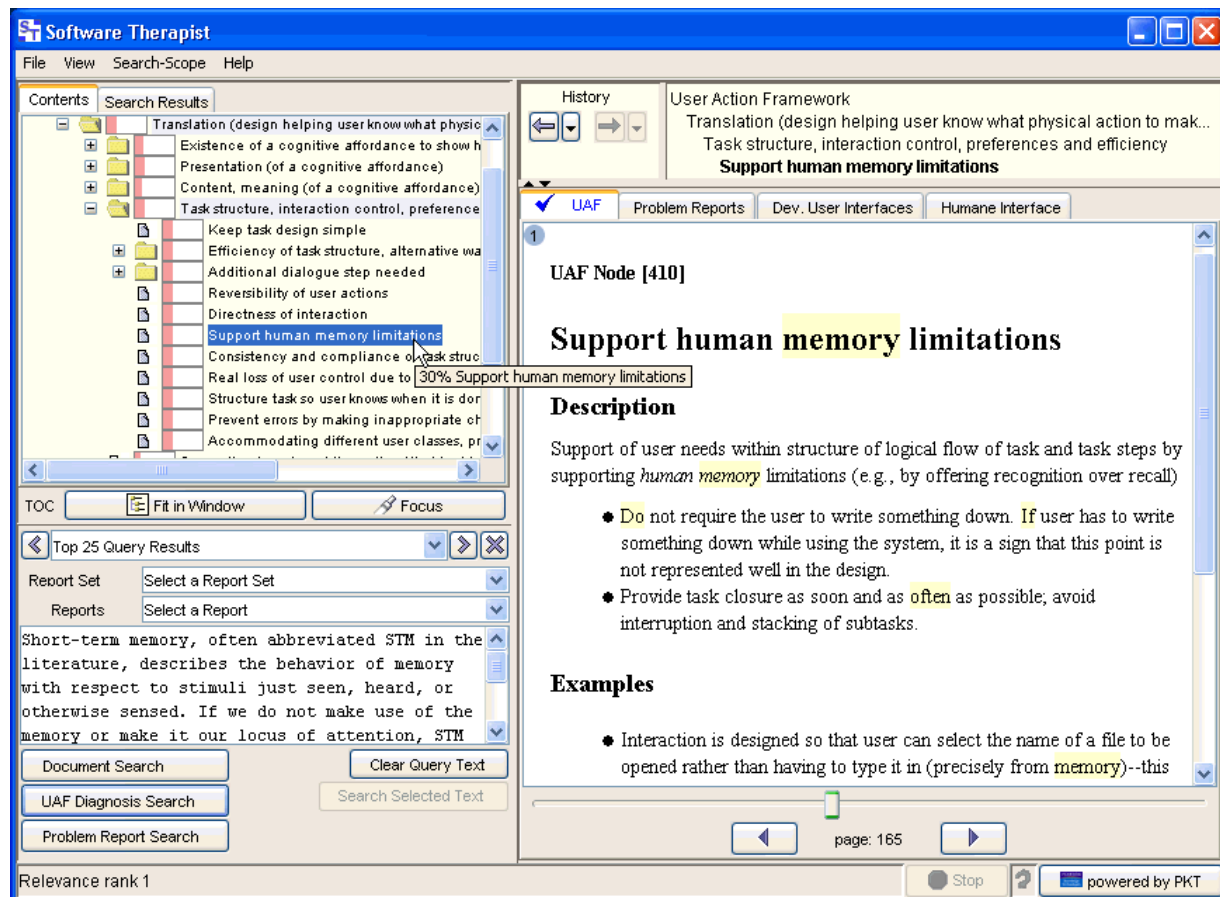 Software Therapist
File View Search-Scope Help
Contents Search Results
Translation (design helping user know what physic
Existence of a cognitive affordance to show h
Presentation (of a cognitive affordance)
Content, meaning (of a cognitive affordance)
Task structure, interaction control, preference
Keep task design simple
Efficiency of task structure, alternative wa
Additional dialogue step needed
Reversibility of user actions
Directness of interaction
Support human memory limitations
Consistency and compliance of task struc
Real loss of user control due to
30% Support human memory limitations
Structure task so user knows when it is don
Prevent errors by making inappropriate ch
Accommodating different user classes, pr
TOC Fit in Window Focus
Top 25 Query Results
Report Set Select a Report Set
Reports Select a Report
Short-term memory, often abbreviated STM in the
literature, describes the behavior of memory
with respect to stimuli just seen, heard, or
otherwise sensed. If we do not make use of the
memory or make it our locus of attention, STM
Document Search Clear Query Text
UAF Diagnosis Search Search Selected Text
Problem Report Search
History
User Action Framework
Translation (design helping user know what physical action to mak...
Task structure, interaction control, preferences and efficiency
Support human memory limitations
UAF Problem Reports Dev. User Interfaces Humane Interface
1
UAF Node [410]
Support human memory limitations
Description
Support of user needs within structure of logical flow of task and task steps by
supporting human memory limitations (e.g., by offering recognition over recall)
● Do not require the user to write something down. If user has to write
something down while using the system, it is a sign that this point is
not represented well in the design.
● Provide task closure as soon and as often as possible; avoid
interruption and stacking of subtasks.
Examples
● Interaction is designed so that user can select the name of a file to be
opened rather than having to type it in (precisely from memory)--this
page: 165
Relevance rank 1
Stop ? powered by PKT